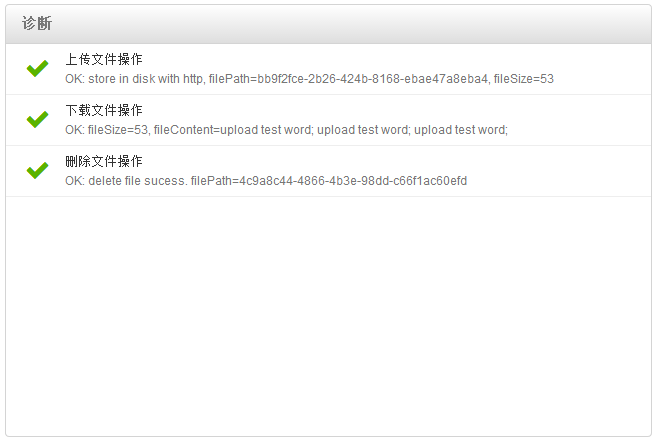 诊断
上传文件操作
OK: store in disk with http, filePath=bb9f2fce-2b26-424b-8168-ebae47a8eba4, fileSize=53
下载文件操作
OK: fileSize=53, fileContent=upload test word; upload test word; upload test word;
删除文件操作
OK: delete file sucess. filePath=4c9a8c44-4866-4b3e-98dd-c66f1ac60efd